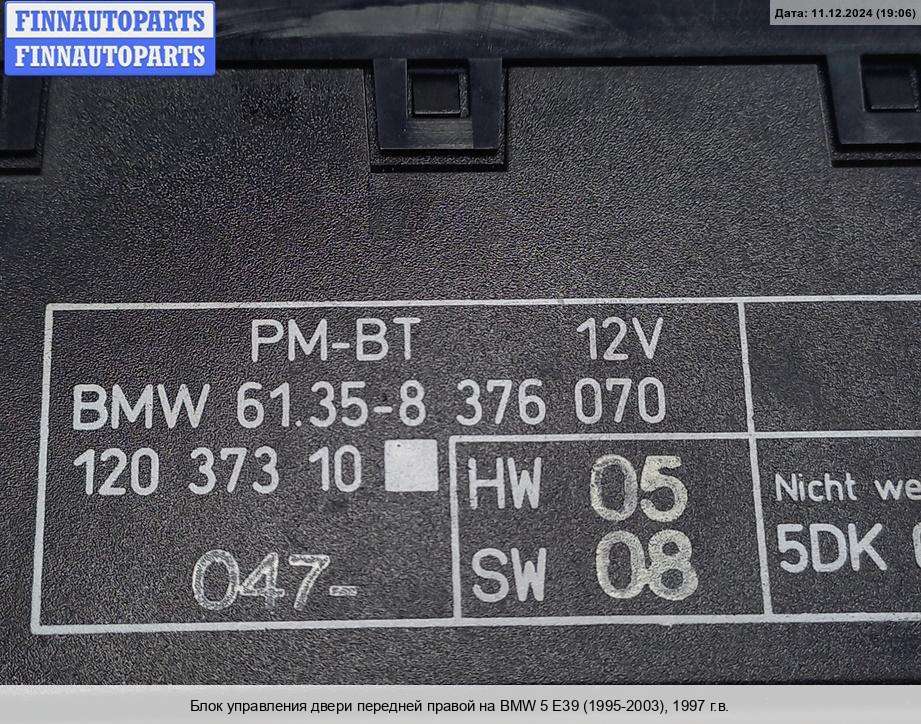 FINNAUTOPARTS
FINNAUTOPARTS
Дата: 11.12.2024 (19:06)
PM-BT 12V
BMW 61.35-8 376 070
120 373 10
HW 05
SW 08
047-
Nicht
5DK
Блок управления двери передней правой на BMW 5 E39 (1995-2003), 1997 г.в.